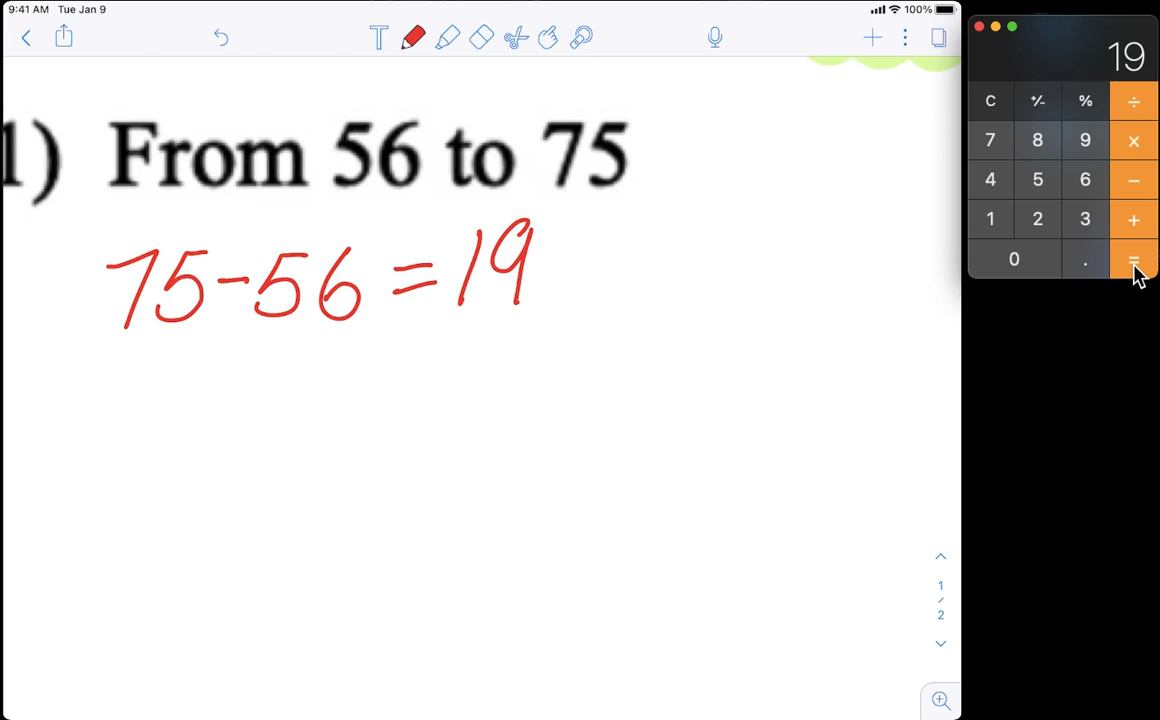 9:41 AM Tue Jan 9
100%
T
19
1) From 56 to 75
75-56 = 19
C +/- % ÷
7 8 9 ×
4 5 6 −
1 2 3 +
0 . =
1
/
2